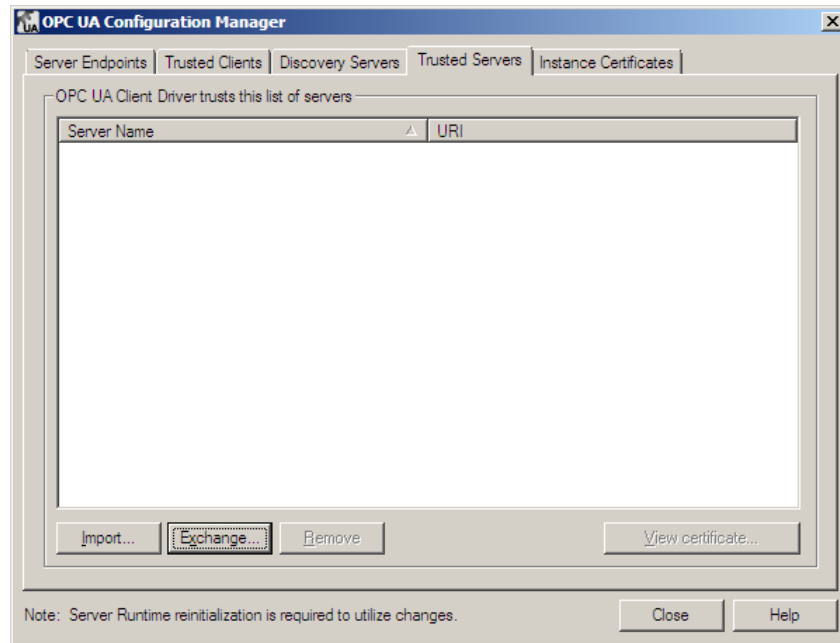 UA OPC UA Configuration Manager
Server Endpoints Trusted Clients Discovery Servers Trusted Servers Instance Certificates
OPC UA Client Driver trusts this list of servers
Server Name URI
Import... Exchange... Remove View certificate...
Note: Server Runtime reinitialization is required to utilize changes. Close Help